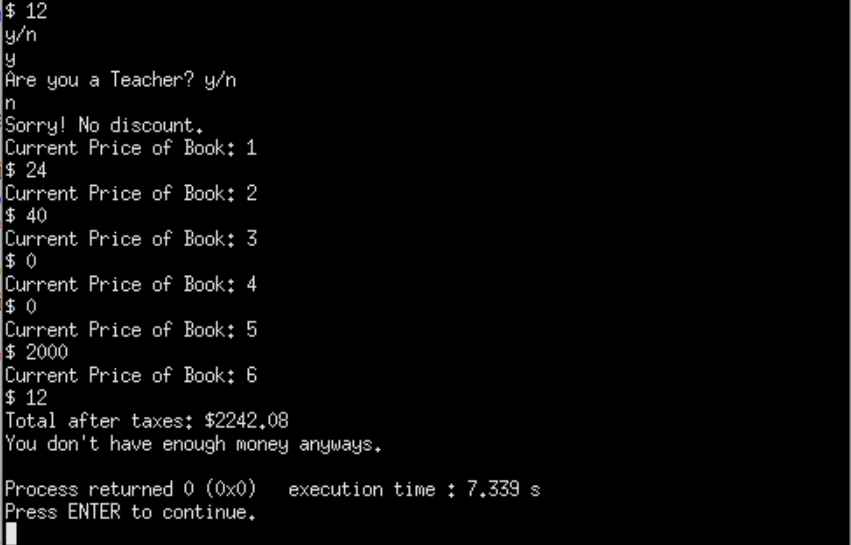 $ 12
y/n
y
Are you a Teacher? y/n
n
Sorry! No discount.
Current Price of Book: 1
$ 24
Current Price of Book: 2
$ 40
Current Price of Book: 3
$ 0
Current Price of Book: 4
$ 0
Current Price of Book: 5
$ 2000
Current Price of Book: 6
$ 12
Total after taxes: $2242.08
You don't have enough money anyways.
Process returned 0 (0x0)   execution time : 7.339 s
Press ENTER to continue.